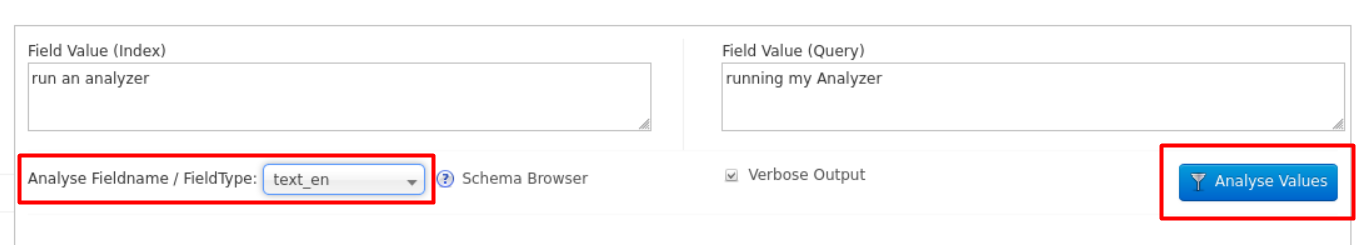 Field Value (Index)
run an analyzer
Field Value (Query)
running my Analyzer
Analyse Fieldname / FieldType: text_en ? Schema Browser
Verbose Output
Analyse Values